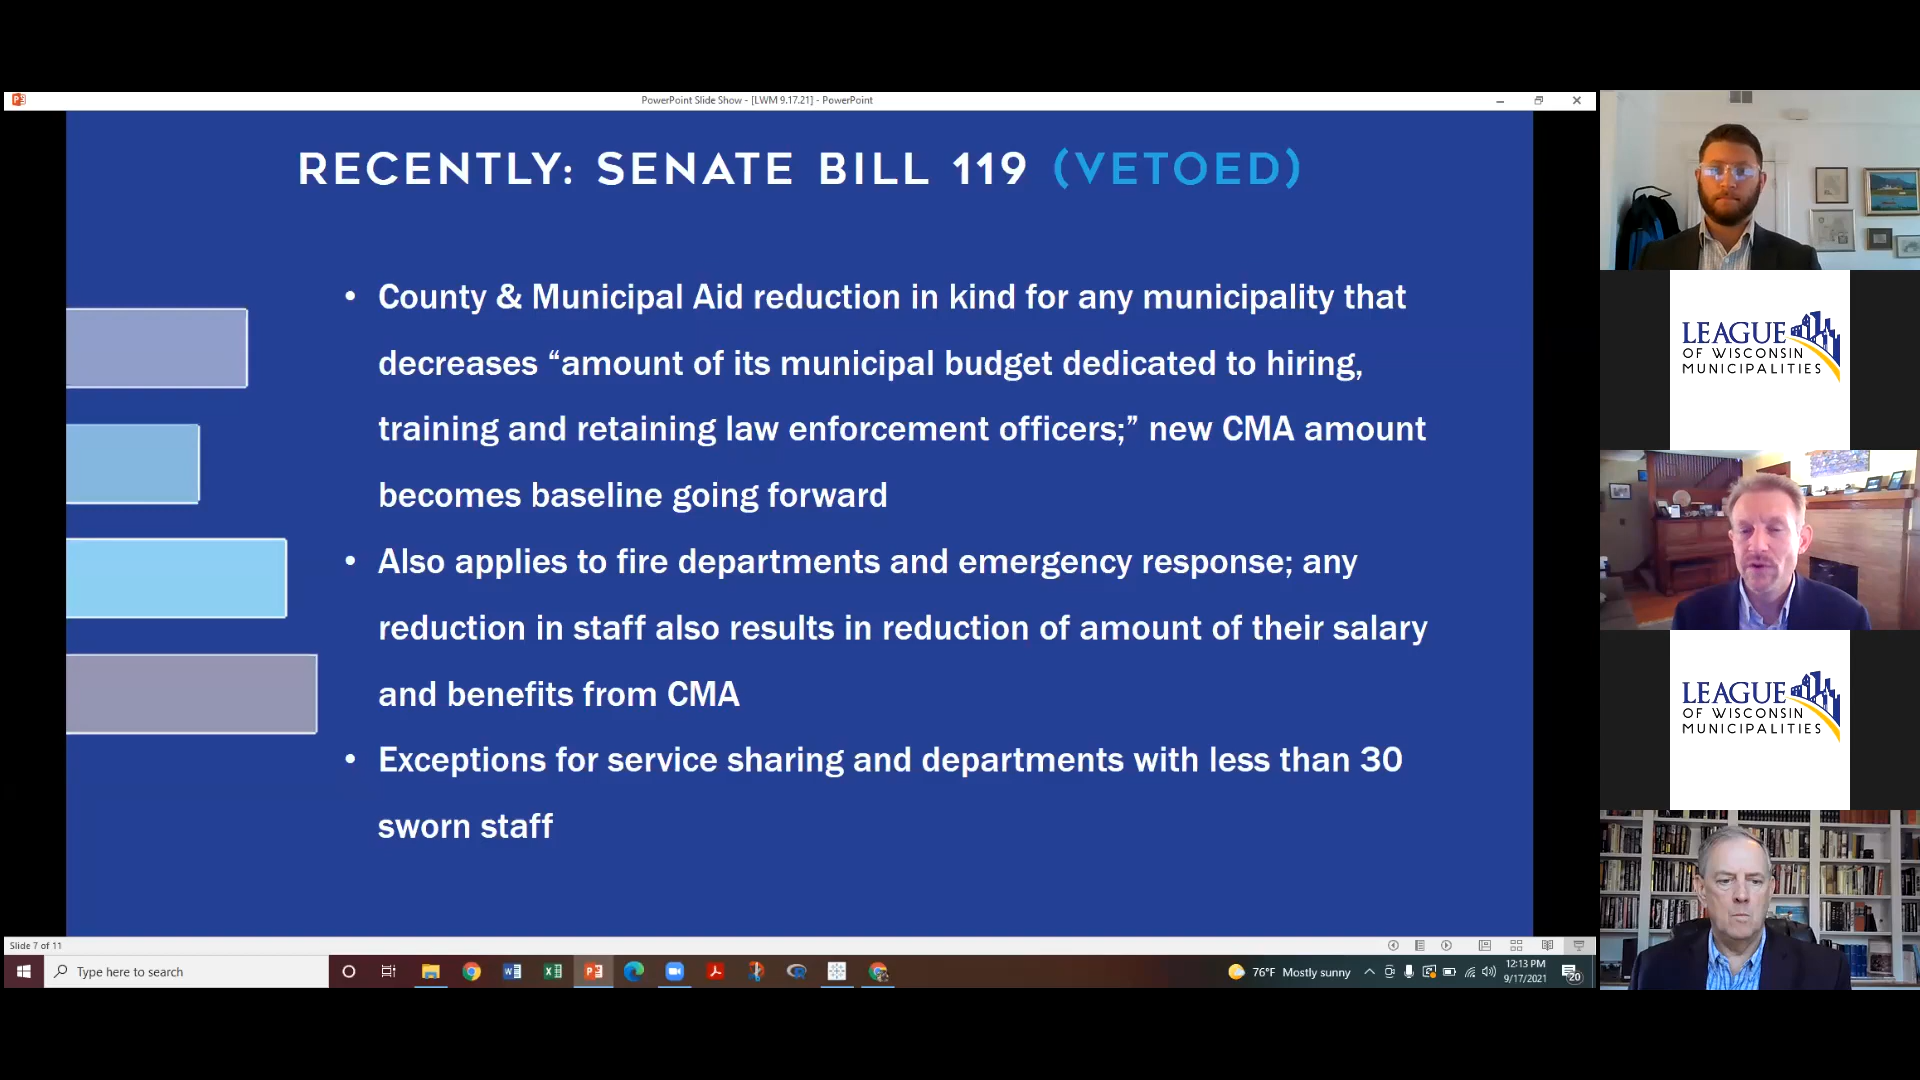 PowerPoint Slide Show - [LWM 9.17.21] - PowerPoint
RECENTLY: SENATE BILL 119 (VETOED)
• County & Municipal Aid reduction in kind for any municipality that
decreases “amount of its municipal budget dedicated to hiring,
training and retaining law enforcement officers;” new CMA amount
becomes baseline going forward
• Also applies to fire departments and emergency response; any
reduction in staff also results in reduction of amount of their salary
and benefits from CMA
• Exceptions for service sharing and departments with less than 30
sworn staff
LEAGUE
OF WISCONSIN
MUNICIPALITIES
LEAGUE
OF WISCONSIN
MUNICIPALITIES
Slide 7 of 11
Type here to search
76°F Mostly sunny
12:13 PM
9/17/2021
20